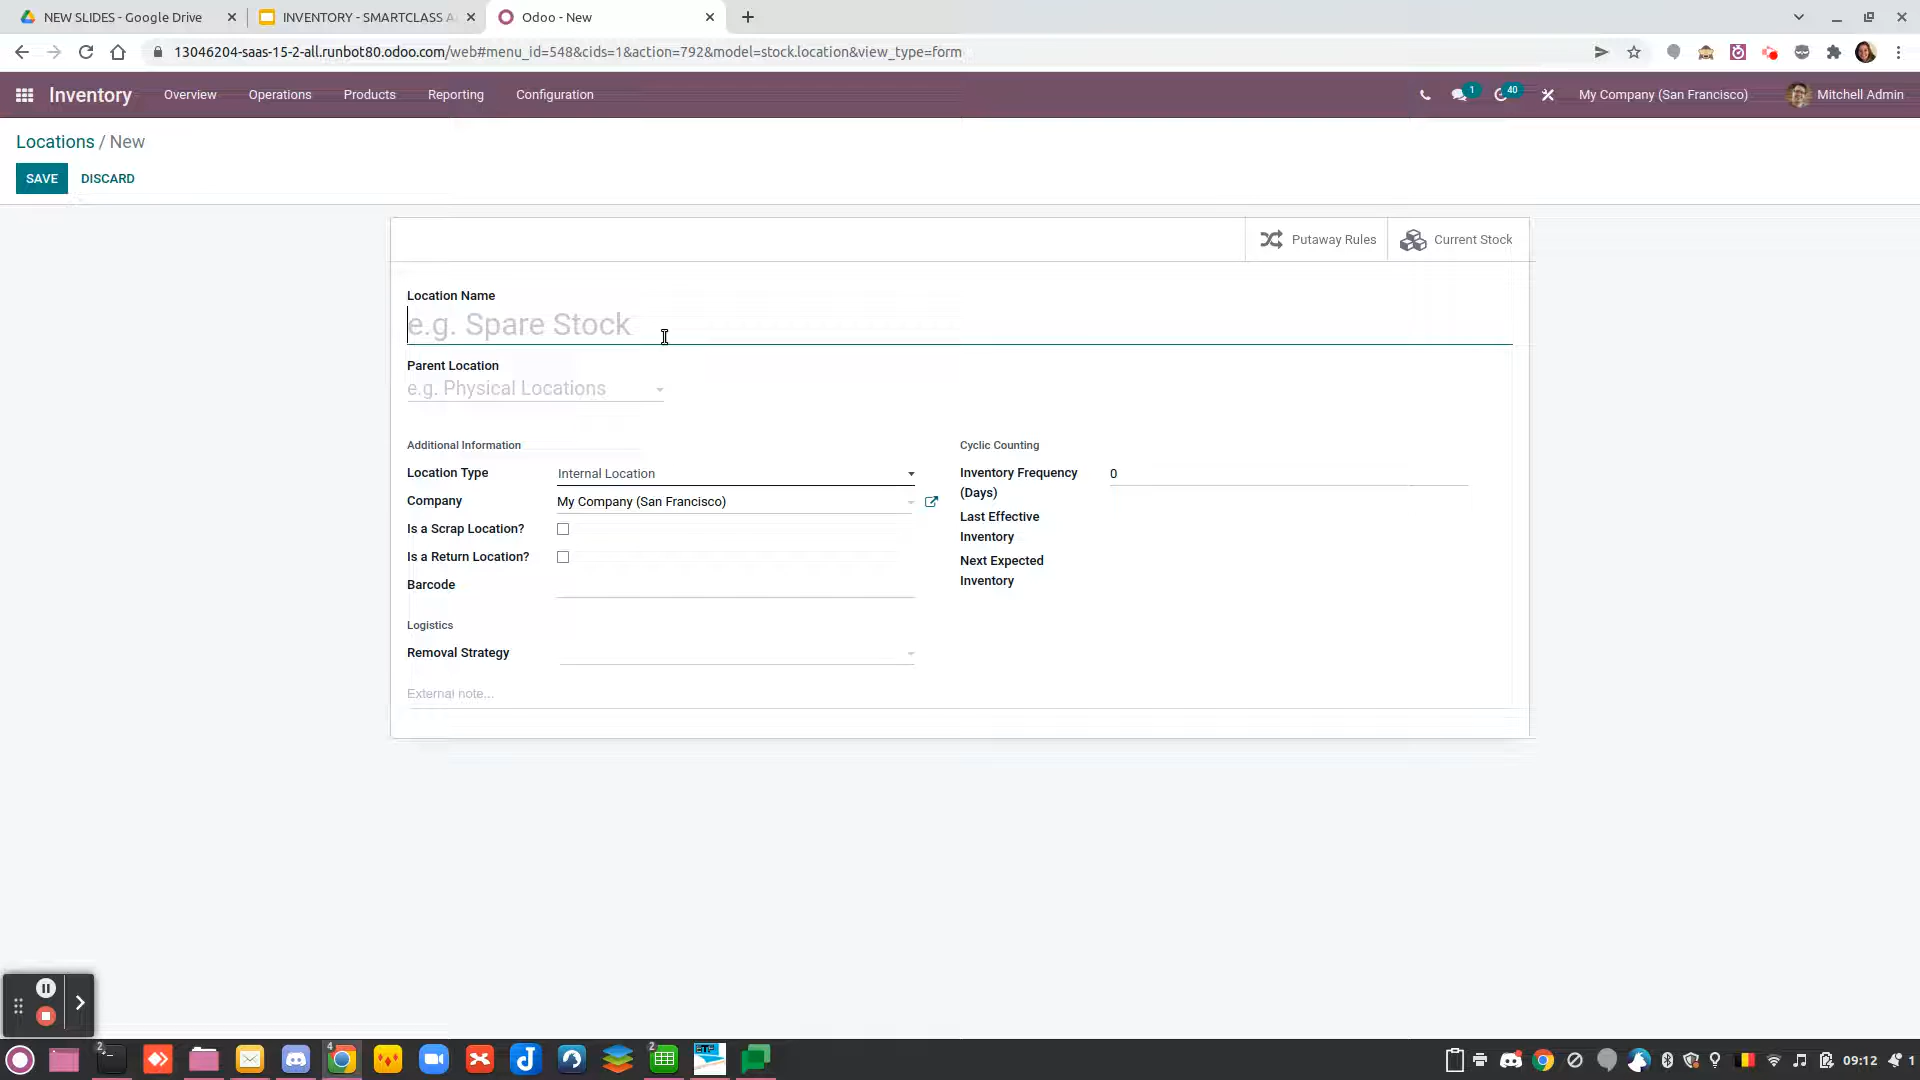 NEW SLIDES - Google Drive
INVENTORY - SMARTCLASS A
Odoo - New
13046204-saas-15-2-all.runbot80.odoo.com/web#menu_id=548&cids=1&action=792&model=stock.location&view_type=form
Inventory Overview Operations Products Reporting Configuration 1 40 My Company (San Francisco) Mitchell Admin
Locations / New
SAVE DISCARD
Putaway Rules Current Stock
Location Name
e.g. Spare Stock
Parent Location
e.g. Physical Locations
Additional Information
Location Type Internal Location
Company My Company (San Francisco)
Is a Scrap Location?
Is a Return Location?
Barcode
Logistics
Removal Strategy
External note...
Cyclic Counting
Inventory Frequency (Days) 0
Last Effective Inventory
Next Expected Inventory
2 4 2 09:12 1